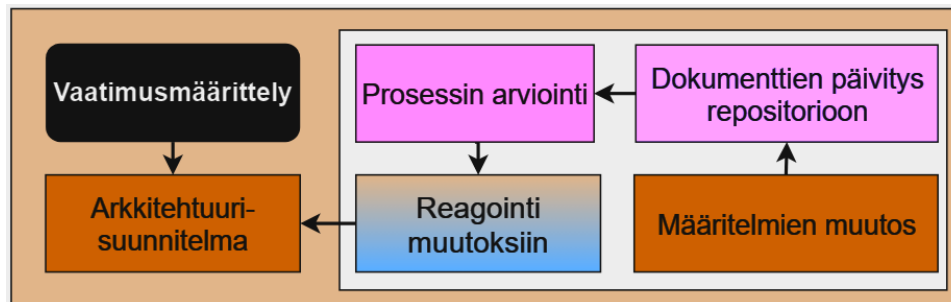 Vaatimusmäärittely
Prosessin arviointi
Dokumenttien päivitys
repositorioon
Arkkitehtuuri-
suunnitelma
Reagointi
muutoksiin
Määritelmien muutos